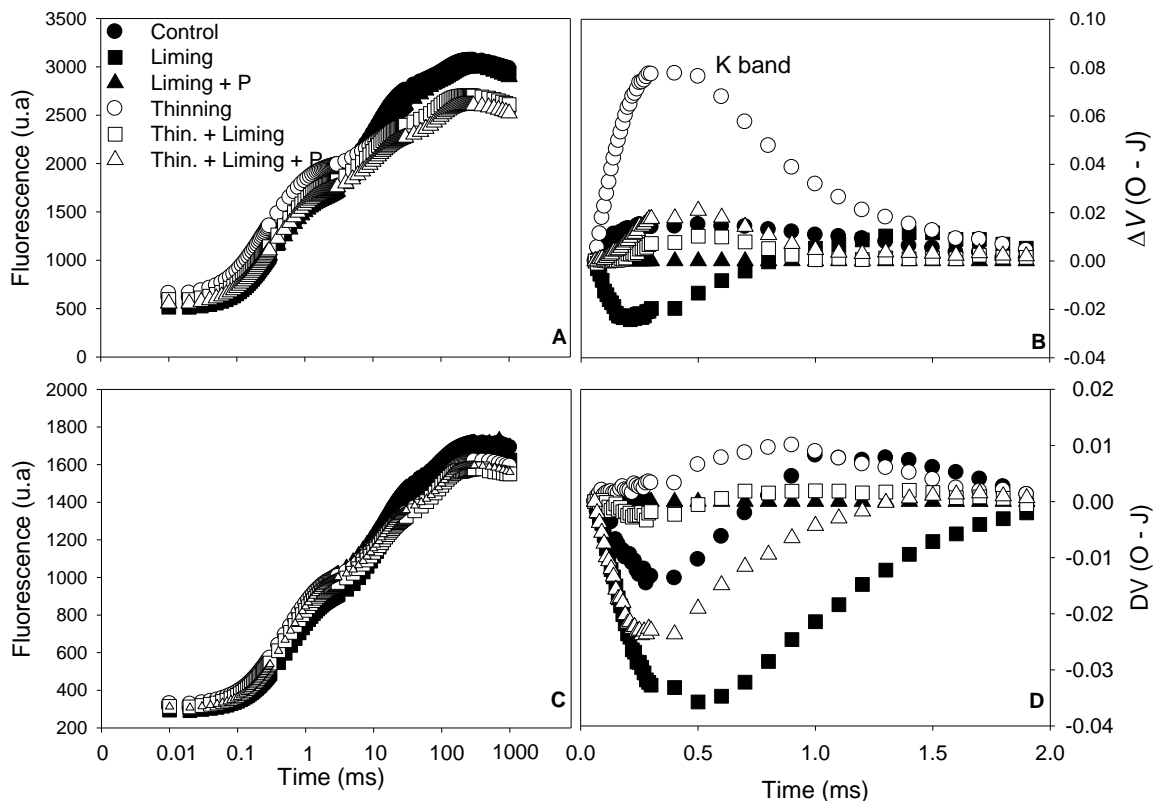 3500
3000
2500
2000
1500
1000
500
0
Fluorescence (u.a)
Control
Liming
Liming + P
Thinning
Thin. + Liming
Thin. + Liming + P
A
K band
B
0.10
0.08
0.06
0.04
0.02
0.00
-0.02
-0.04
Δ V (O - J)
2000
1800
1600
1400
1200
1000
800
600
400
200
Fluorescence (u.a)
C
0 0.01 0.1 1 10 100 1000
Time (ms)
D
0.02
0.01
0.00
-0.01
-0.02
-0.03
-0.04
DV (O - J)
0.0 0.5 1.0 1.5 2.0
Time (ms)